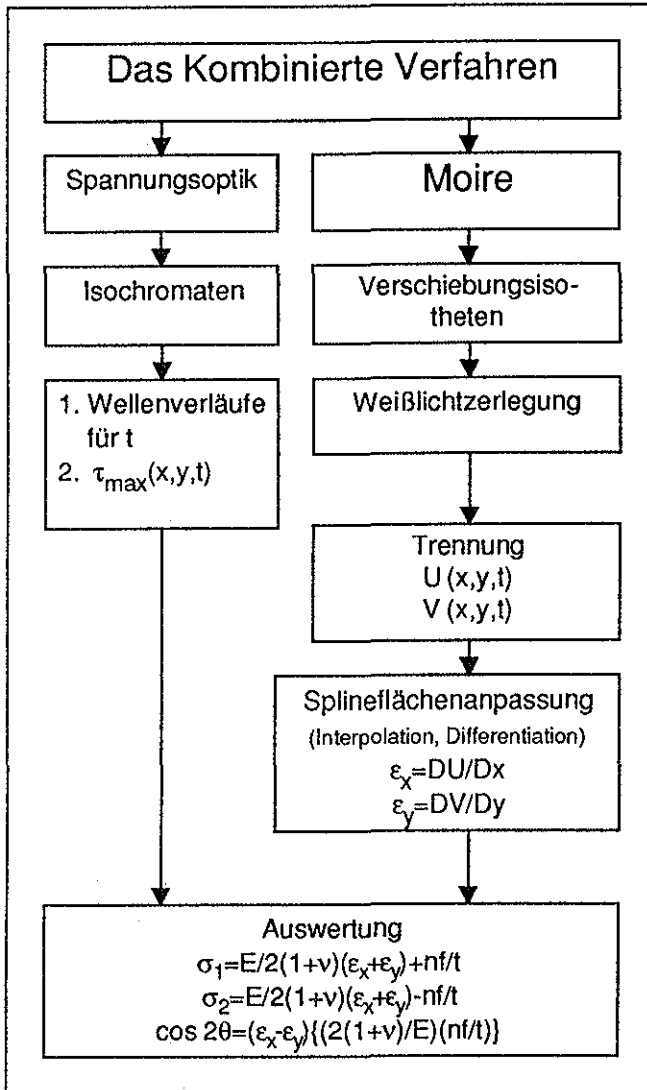 Das Kombinierte Verfahren
Spannungsoptik
Isochromaten
1. Wellenverläufe
für t
2. τmax(x,y,t)
Moire
Verschiebungsiso-
theten
Weißlichtzerlegung
Trennung
U (x,y,t)
V (x,y,t)
Splineflächenanpassung
(Interpolation, Differentiation)
εx=DU/Dx
εy=DV/Dy
Auswertung
σ1=E/2(1+ν)(εx+εy)+nf/t
σ2=E/2(1+ν)(εx+εy)-nf/t
cos 2θ=(εx-εy){(2(1+ν)/E)(nf/t)}